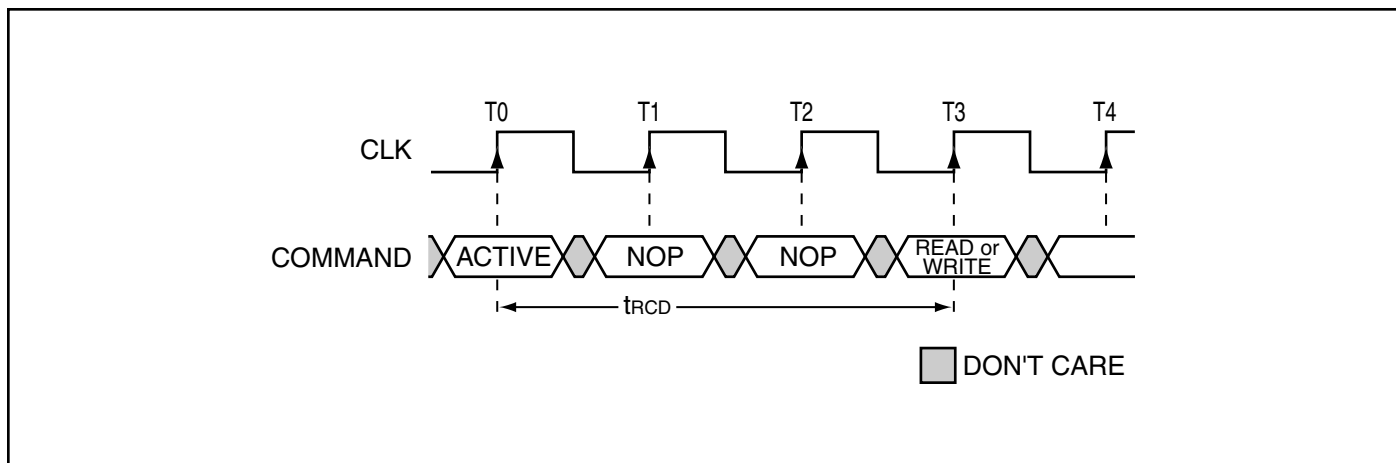 T0 T1 T2 T3 T4
CLK
COMMAND ACTIVE NOP NOP READ or
WRITE
tRCD
DON'T CARE